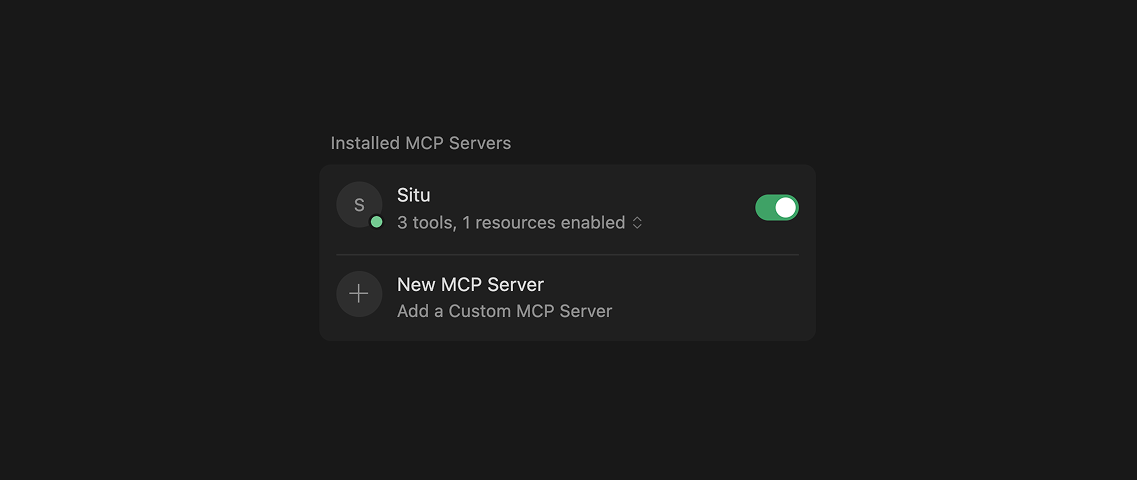 Installed MCP Servers
S
Situ
3 tools, 1 resources enabled
New MCP Server
Add a Custom MCP Server